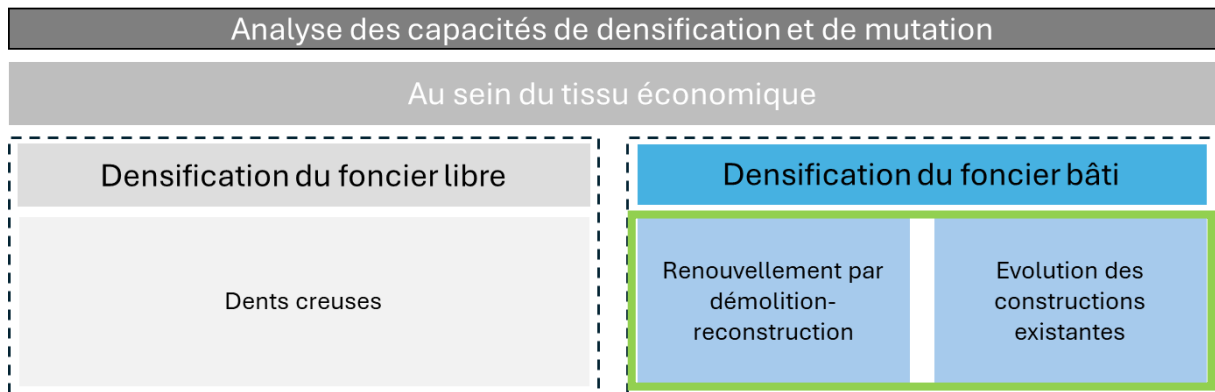 Analyse des capacités de densification et de mutation
Au sein du tissu économique
Densification du foncier libre
Densification du foncier bâti
Dents creuses
Renouvellement par
démolition-
reconstruction
Evolution des
constructions
existantes